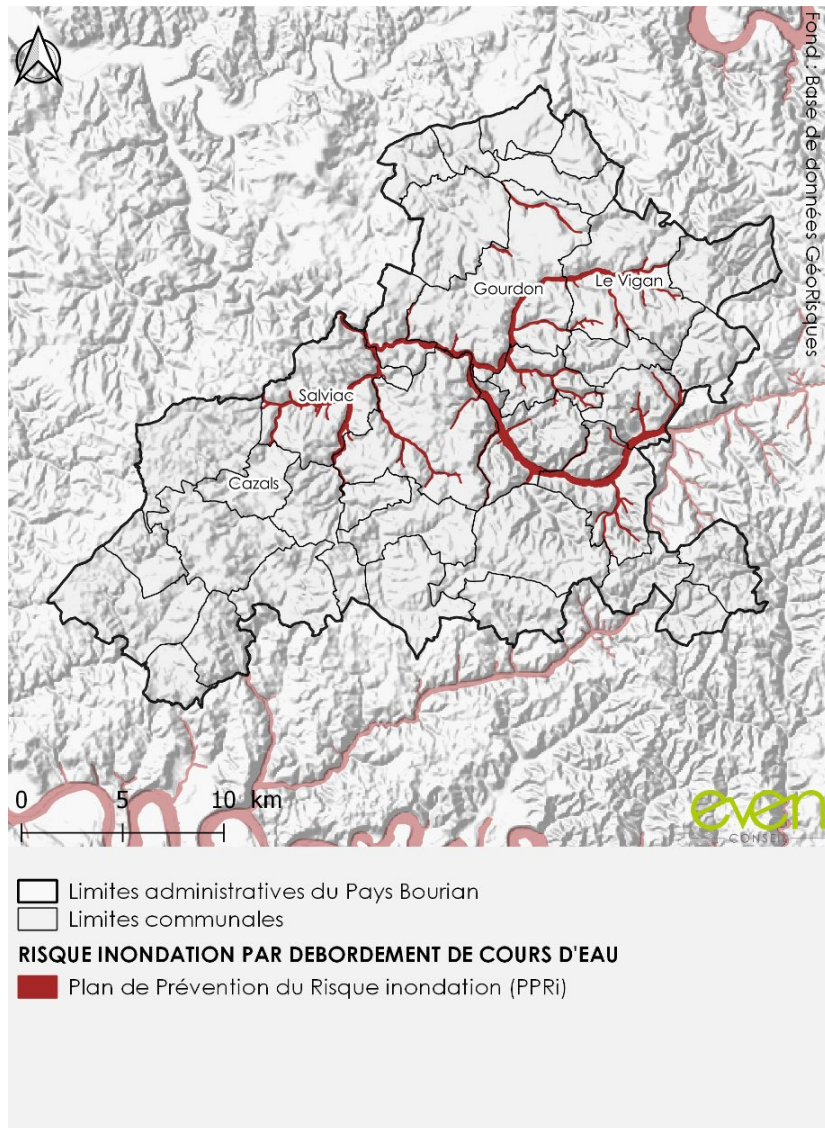 Fond : Base de données GéoRisques
Gourdon
Le Vigan
Salviac
Cazals
0 5 10 km
even
CONSEIL
Limites administratives du Pays Bourian
Limites communales
RISQUE INONDATION PAR DEBORDEMENT DE COURS D'EAU
Plan de Prévention du Risque inondation (PPRi)